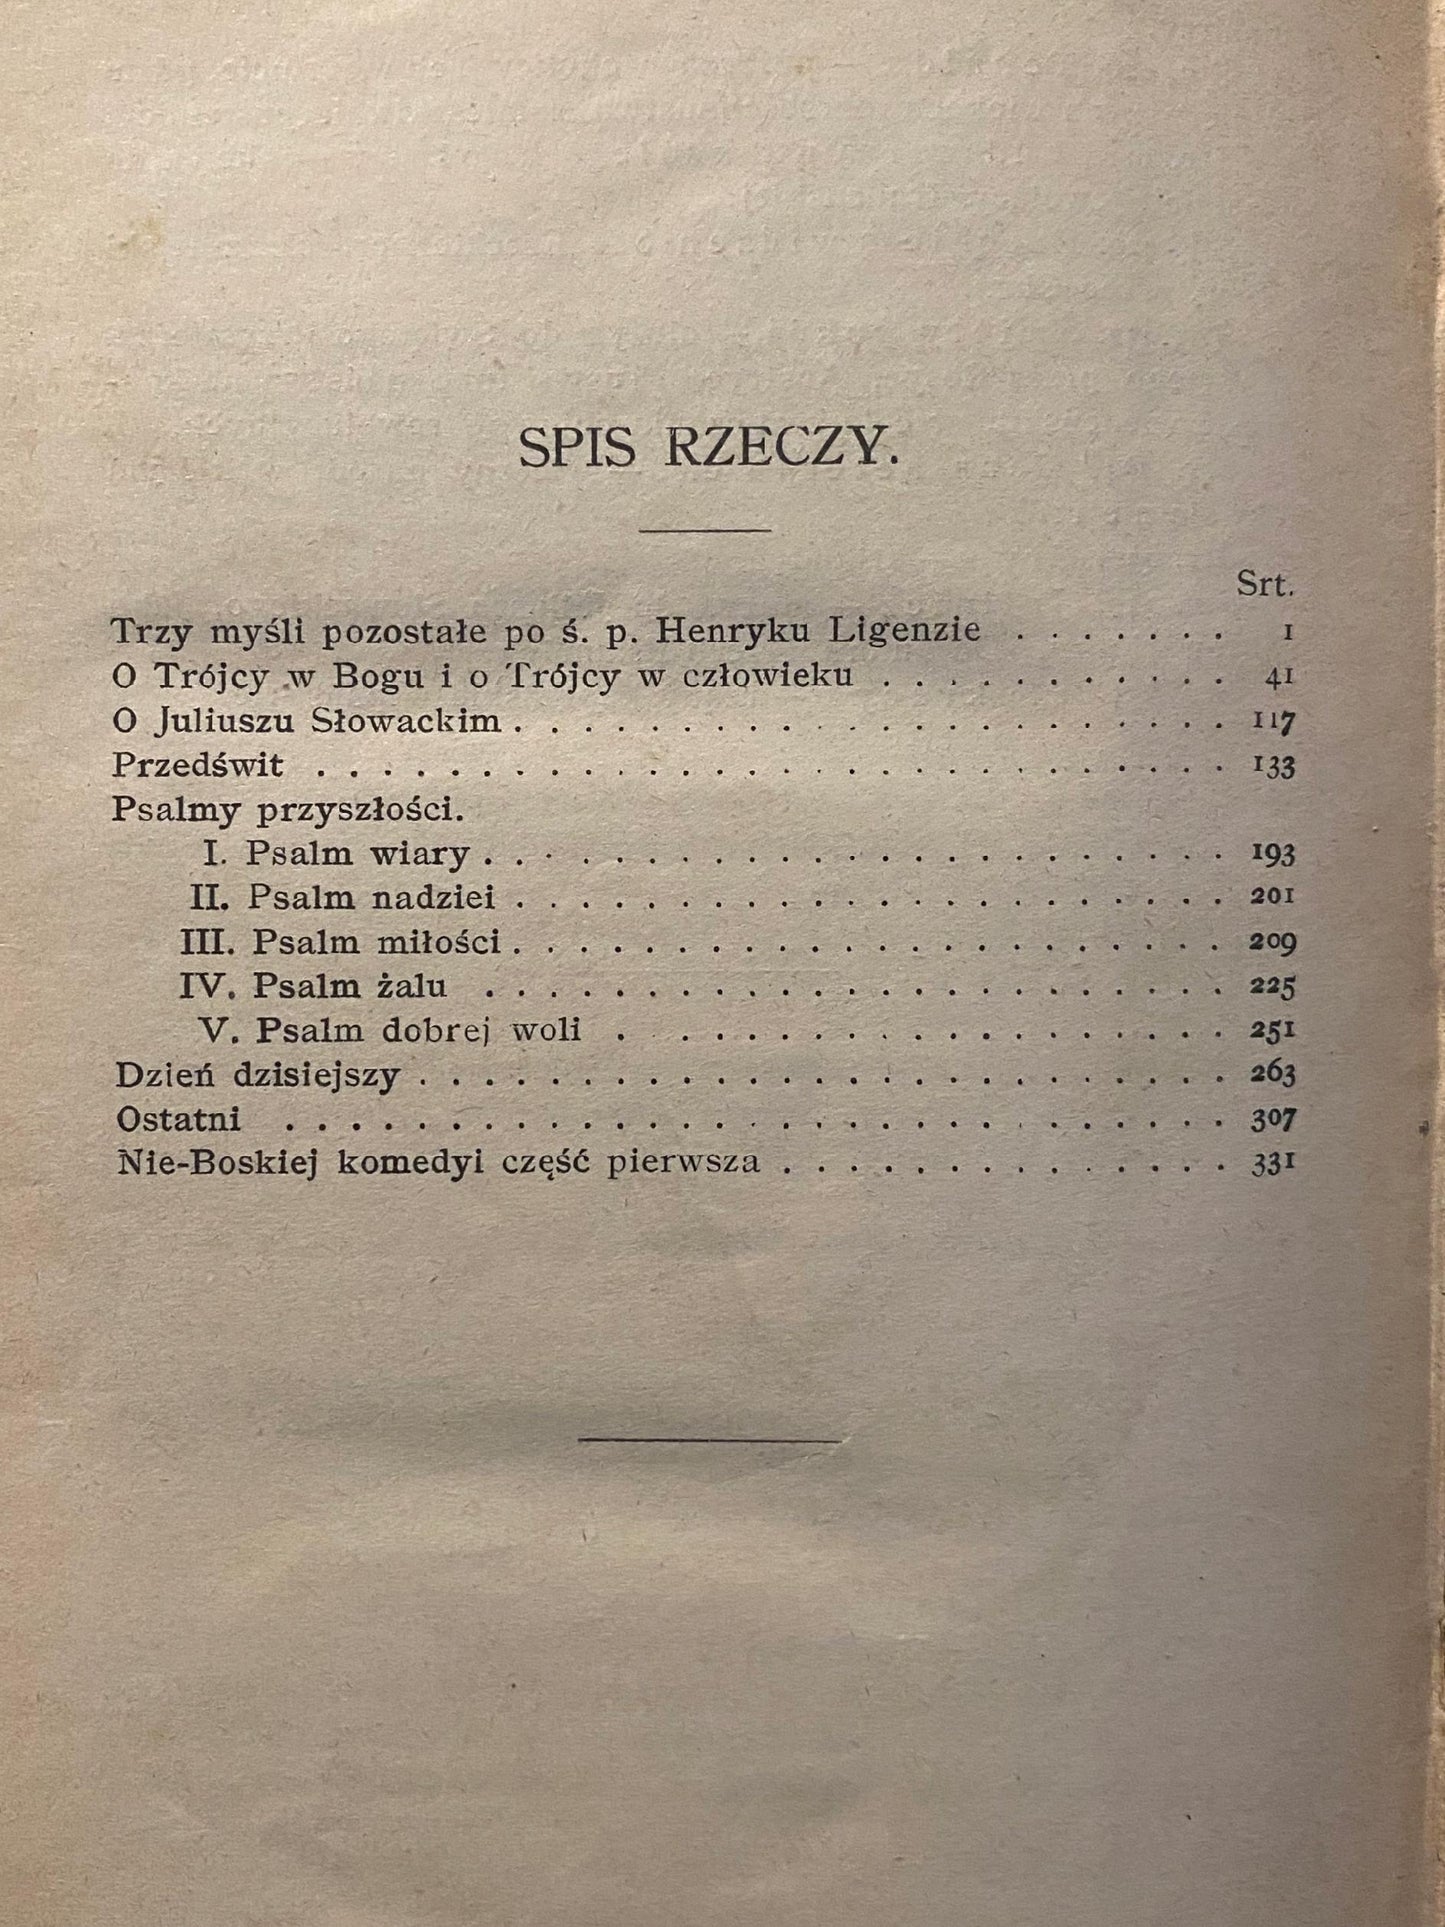 SPIS RZECZY.
Srt.
Trzy myśli pozostałe po ś. p. Henryku Ligenzie . . . . . . . 1
O Trójcy w Bogu i o Trójcy w człowieku . . . . . . . . . . . 41
O Juliuszu Słowackim . . . . . . . . . . . . . . . . . . . . . . 117
Przedświt . . . . . . . . . . . . . . . . . . . . . . . . . . . . 133
Psalmy przyszłości.
I. Psalm wiary . . . . . . . . . . . . . . . . . . . . . . . 193
II. Psalm nadziei . . . . . . . . . . . . . . . . . . . . . . 201
III. Psalm miłości . . . . . . . . . . . . . . . . . . . . . . 209
IV. Psalm żalu . . . . . . . . . . . . . . . . . . . . . . . 225
V. Psalm dobrej woli . . . . . . . . . . . . . . . . . . 251
Dzień dzisiejszy . . . . . . . . . . . . . . . . . . . . . . . . . 263
Ostatni . . . . . . . . . . . . . . . . . . . . . . . . . . . . . 307
Nie-Boskiej komedyi część pierwsza . . . . . . . . . . . . . . 331